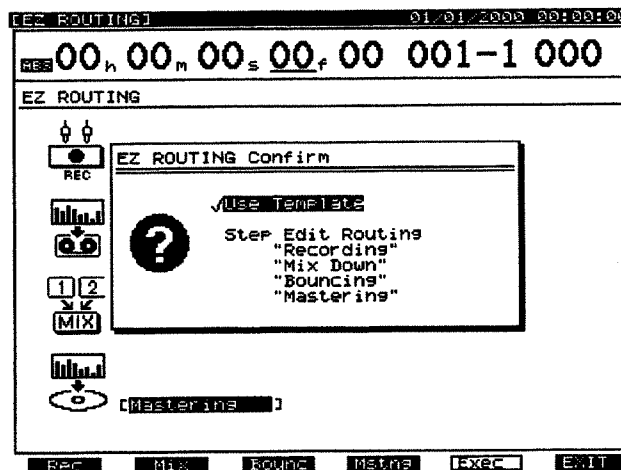 [EZ ROUTING] 01/01/2000 00:00:00
ABS 00h 00m 00s 00f 00 001-1 000
EZ ROUTING
REC
EZ ROUTING Confirm
✓Use Template
Step Edit Routing
"Recording"
"Mix Down"
"Bouncing"
"Mastering"
1 2
MIX
[Mastering ]
Rec Mix Bounc Mstng Exec EXIT